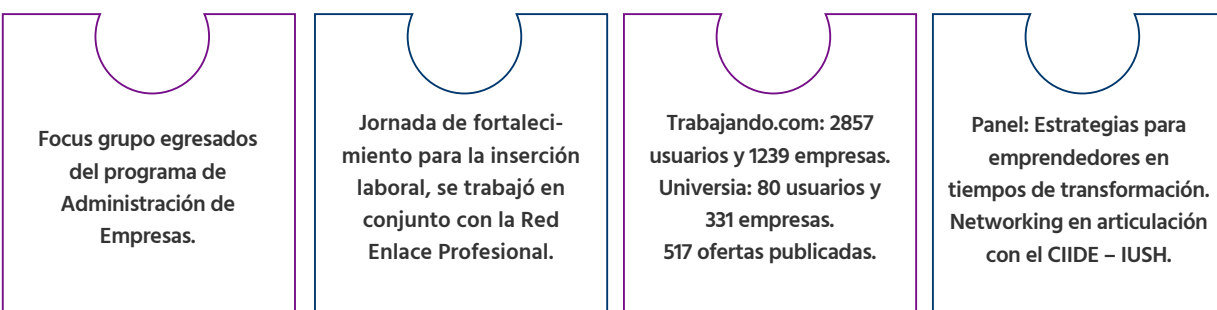 Focus grupo egresados
del programa de
Administración de
Empresas.
Jornada de fortaleci-
miento para la inserción
laboral, se trabajó en
conjunto con la Red
Enlace Profesional.
Trabajando.com: 2857
usuarios y 1239 empresas.
Universia: 80 usuarios y
331 empresas.
517 ofertas publicadas.
Panel: Estrategias para
emprendedores en
tiempos de transformación.
Networking en articulación
con el CIIDE – IUSH.